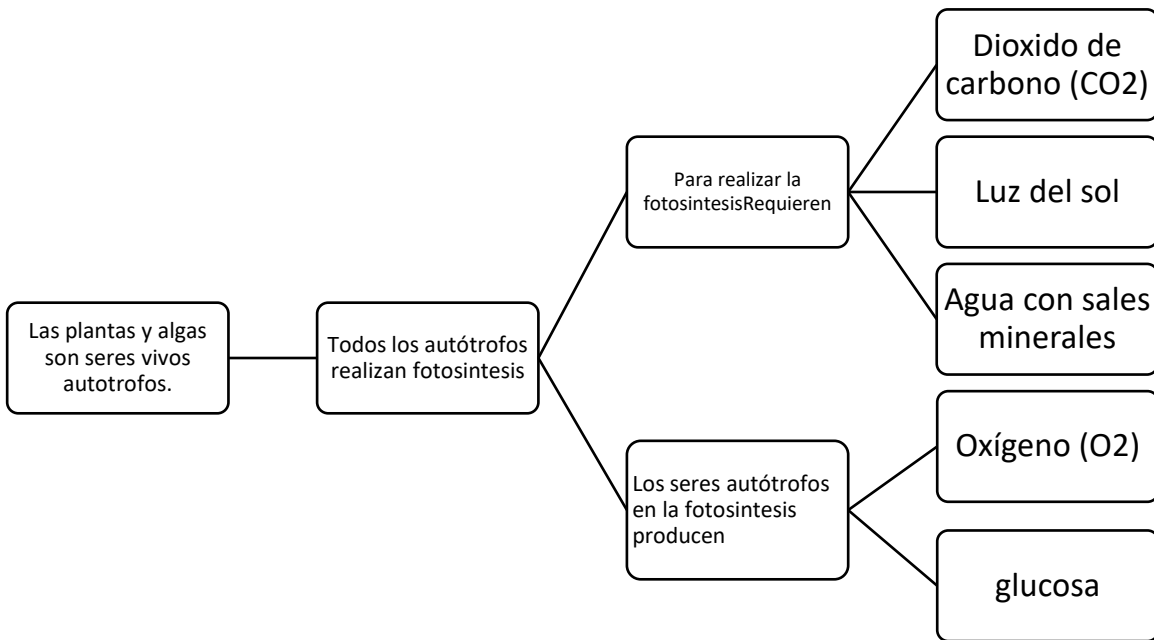 Las plantas y algas
son seres vivos
autotrofos.
Todos los autótrofos
realizan fotosintesis
Para realizar la
fotosintesisRequieren
Dioxido de
carbono (CO2)
Luz del sol
Agua con sales
minerales
Los seres autótrofos
en la fotosintesis
producen
Oxígeno (O2)
glucosa